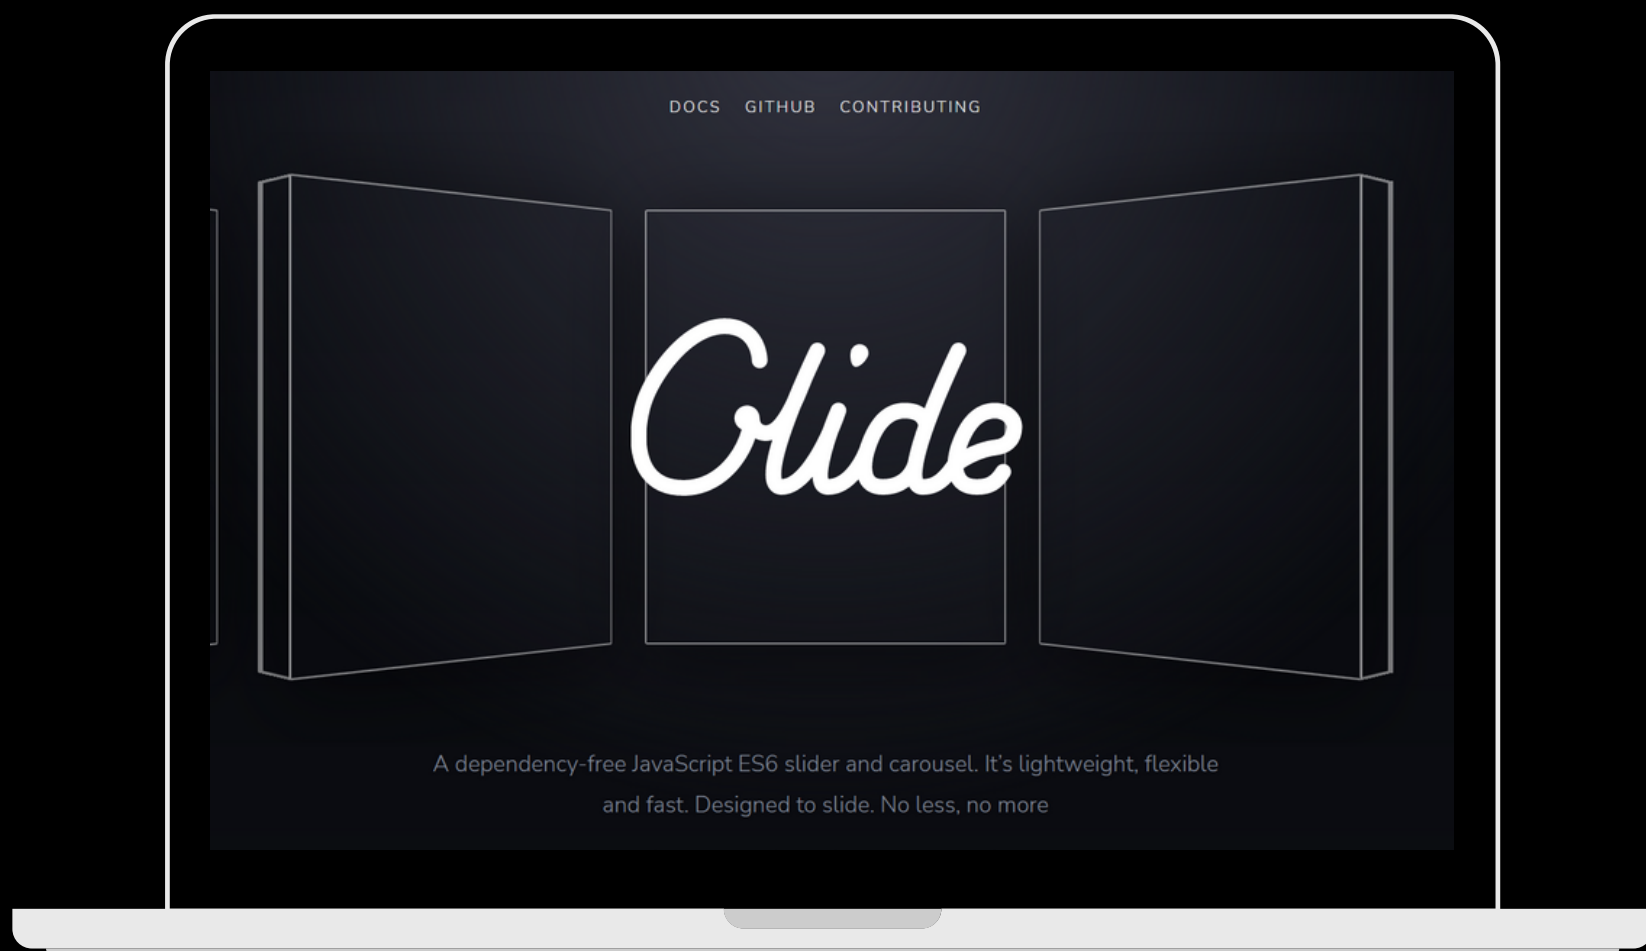 DOCS GITHUB CONTRIBUTING
Glide
A dependency-free JavaScript ES6 slider and carousel. It’s lightweight, flexible
and fast. Designed to slide. No less, no more